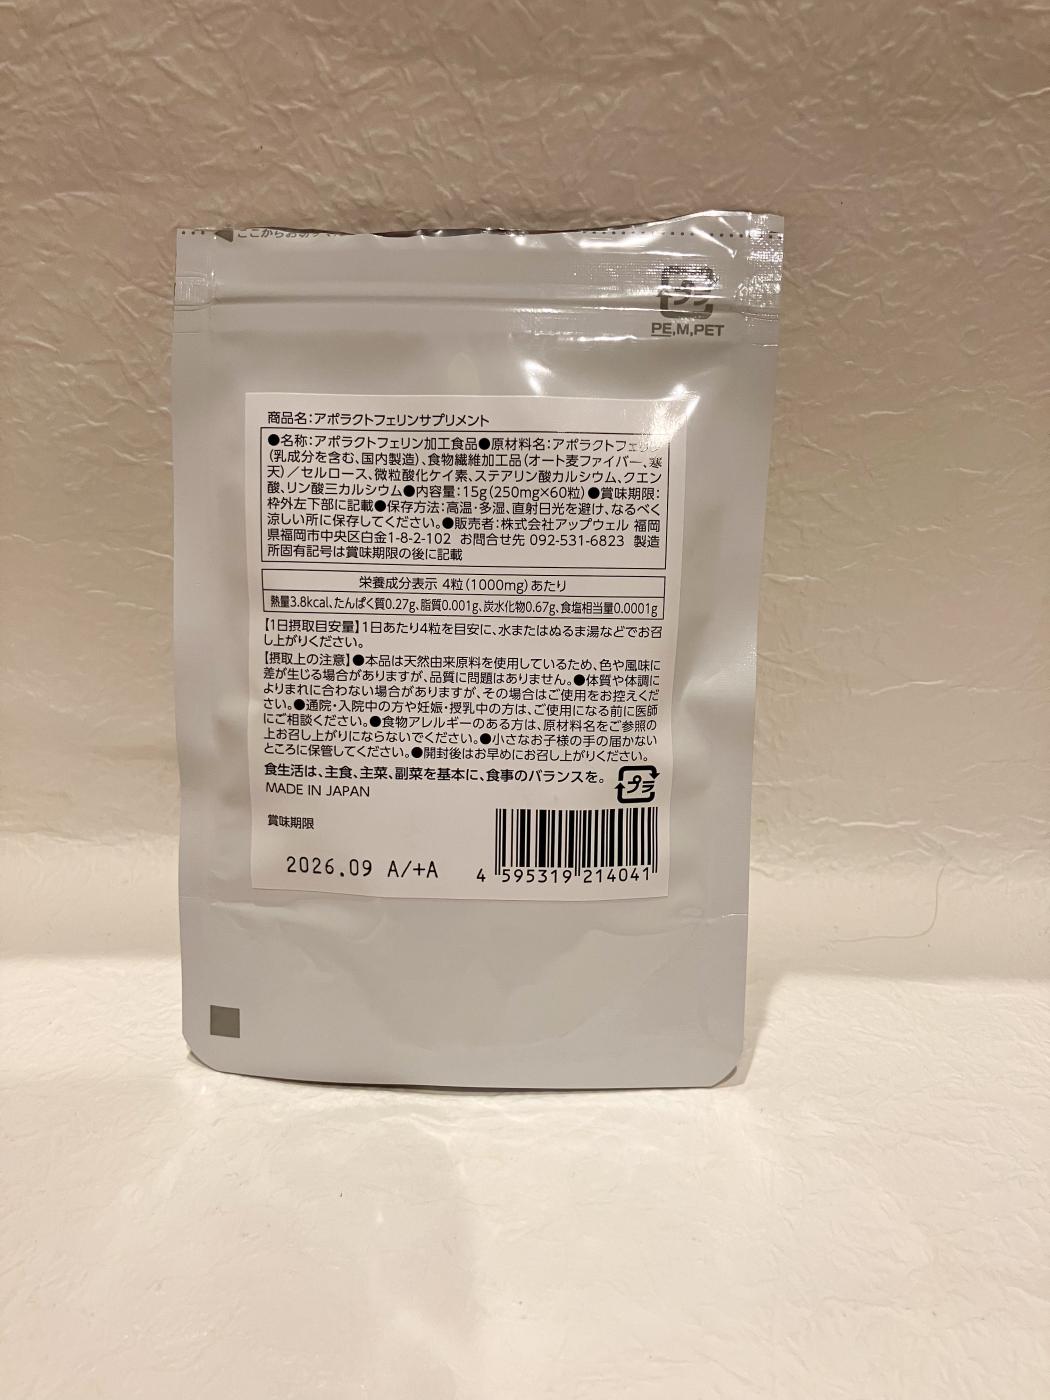 ここからお切り
プラ
PE,M,PET
商品名:アポラクトフェリンサプリメント
●名称:アポラクトフェリン加工食品●原材料名:アポラクトフェリン
(乳成分を含む、国内製造)、食物繊維加工品(オート麦ファイバー、寒
天)/セルロース、微粒酸化ケイ素、ステアリン酸カルシウム、クエン
酸、リン酸三カルシウム●内容量:15g(250mg×60粒)●賞味期限:
枠外左下部に記載●保存方法:高温・多湿、直射日光を避け、なるべく
涼しい所に保存してください。●販売者:株式会社アップウェル 福岡
県福岡市中央区白金1-8-2-102 お問合せ先 092-531-6823 製造
所固有記号は賞味期限の後に記載
栄養成分表示 4粒(1000mg)あたり
熱量3.8kcal、たんぱく質0.27g、脂質0.001g、炭水化物0.67g、食塩相当量0.0001g
【1日摂取目安量】1日あたり4粒を目安に、水またはぬるま湯などでお召
し上がりください。
【摂取上の注意】●本品は天然由来原料を使用しているため、色や風味に
差が生じる場合がありますが、品質に問題はありません。●体質や体調に
よりまれに合わない場合がありますが、その場合はご使用をお控えくだ
さい。●通院・入院中の方や妊娠・授乳中の方は、ご使用になる前に医師
にご相談ください。●食物アレルギーのある方は、原材料名をご参照の
上お召し上がりにならないでください。●小さなお子様の手の届かない
ところに保管してください。●開封後はお早めにお召し上がりください。
食生活は、主食、主菜、副菜を基本に、食事のバランスを。
プラ
MADE IN JAPAN
賞味期限
2026.09 A/+A
4 595319 214041